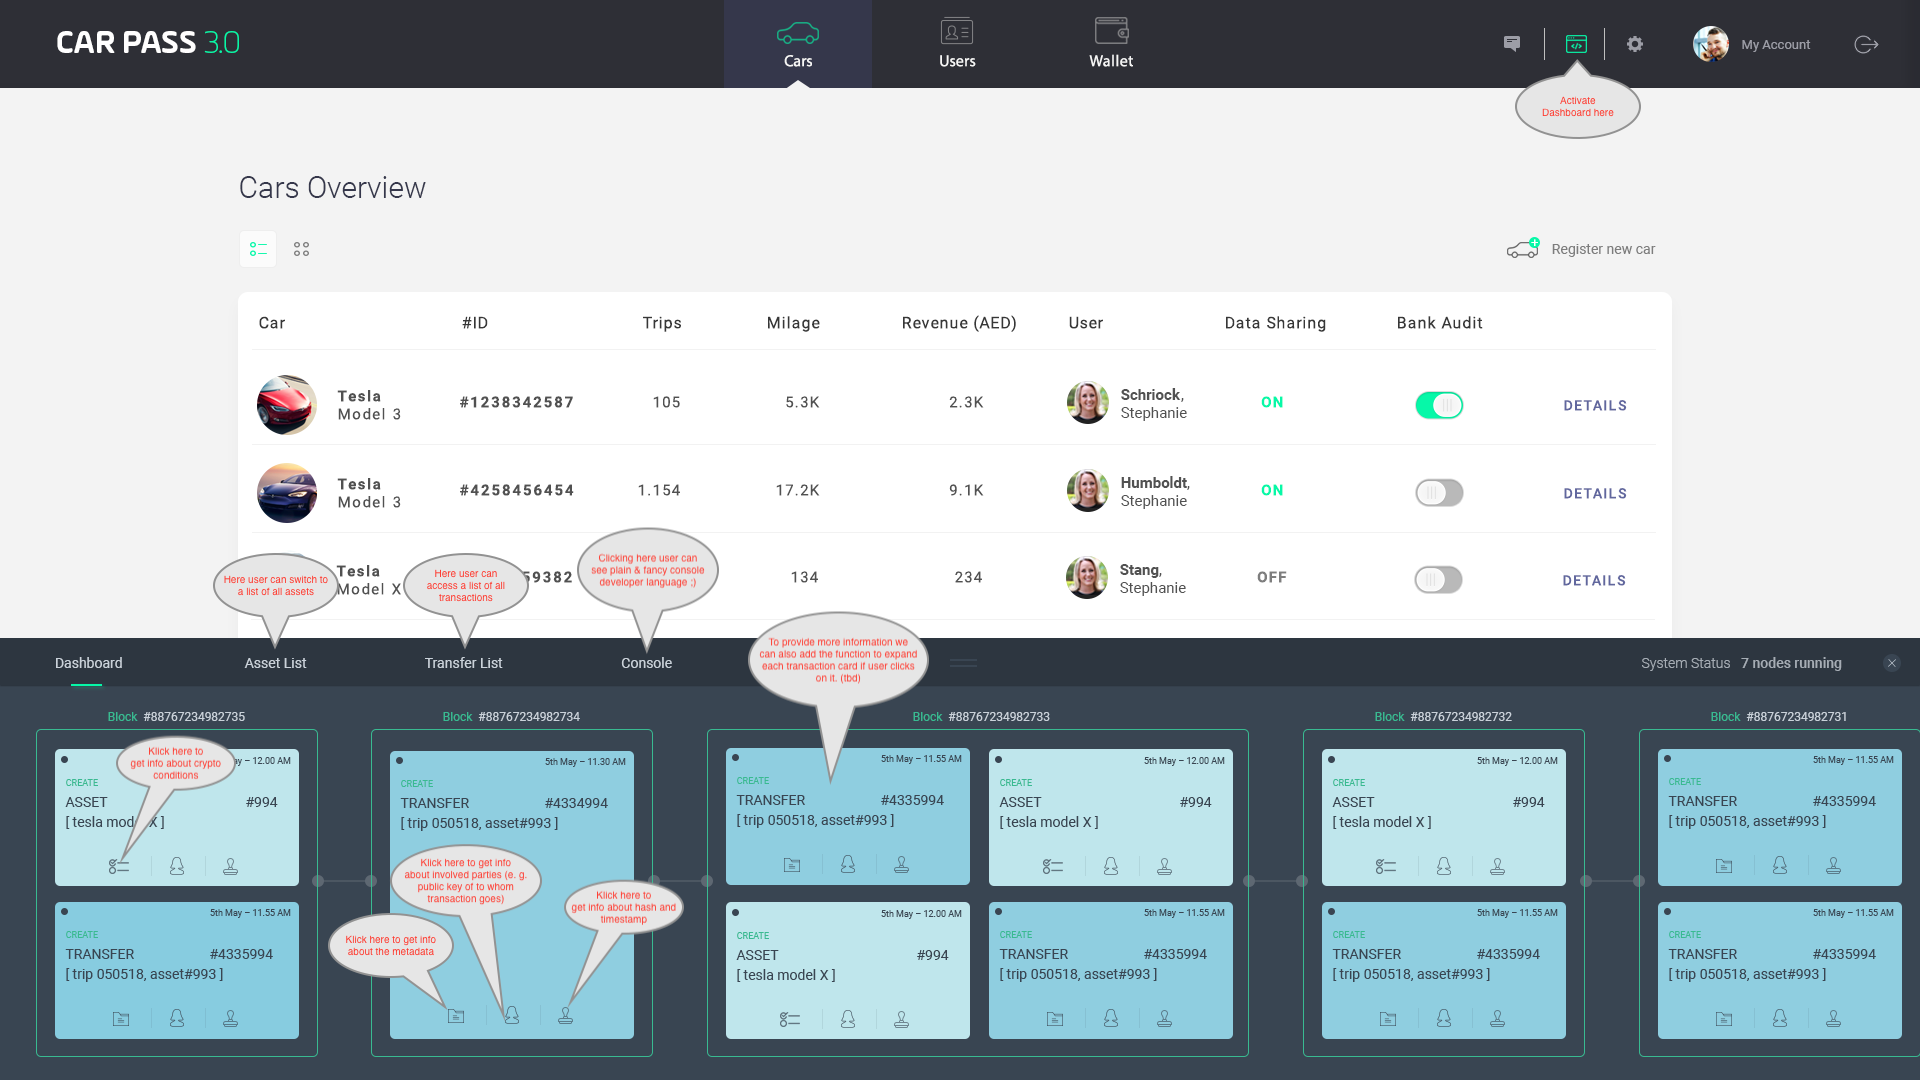 CAR PASS 3.0
Cars
Users
Wallet
My Account
Activate
Dashboard here
Cars Overview
Register new car
Car #ID Trips Milage Revenue (AED) User Data Sharing Bank Audit
Tesla
Model 3
#1238342587 105 5.3K 2.3K
Schriock,
Stephanie
ON DETAILS
Tesla
Model 3
#4258456454 1.154 17.2K 9.1K
Humboldt,
Stephanie
ON DETAILS
Tesla
Model X
59382 134 234
Stang,
Stephanie
OFF DETAILS
Here user can switch to
a list of all assets
Here user can
access a list of all
transactions
Clicking here user can
see plain & fancy console
developer language ;)
To provide more information we
can also add the function to expand
each transaction card if user clicks
on it. (tbd)
Dashboard Asset List Transfer List Console System Status 7 nodes running
Block #88767234982735
Klick here to
get info about crypto
conditions
– 12.00 AM
CREATE
ASSET #994
[ tesla model X ]
5th May – 11.55 AM
CREATE
TRANSFER #4335994
[ trip 050518, asset#993 ]
Block #88767234982734
5th May – 11.30 AM
CREATE
TRANSFER #4334994
[ trip 050518, asset#993 ]
Klick here to get info
about involved parties (e. g.
public key of to whom
transaction goes)
Klick here to
get info about hash and
timestamp
Klick here to get info
about the metadata
Block #88767234982733
5th May – 11.55 AM
CREATE
TRANSFER #4335994
[ trip 050518, asset#993 ]
5th May – 12.00 AM
CREATE
ASSET #994
[ tesla model X ]
5th May – 12.00 AM
CREATE
ASSET #994
[ tesla model X ]
5th May – 11.55 AM
CREATE
TRANSFER #4335994
[ trip 050518, asset#993 ]
Block #88767234982732
5th May – 12.00 AM
CREATE
ASSET #994
[ tesla model X ]
5th May – 11.55 AM
CREATE
TRANSFER #4335994
[ trip 050518, asset#993 ]
Block #88767234982731
5th May – 11.55 AM
CREATE
TRANSFER #4335994
[ trip 050518, asset#993 ]
5th May – 11.55 AM
CREATE
TRANSFER #4335994
[ trip 050518, asset#993 ]